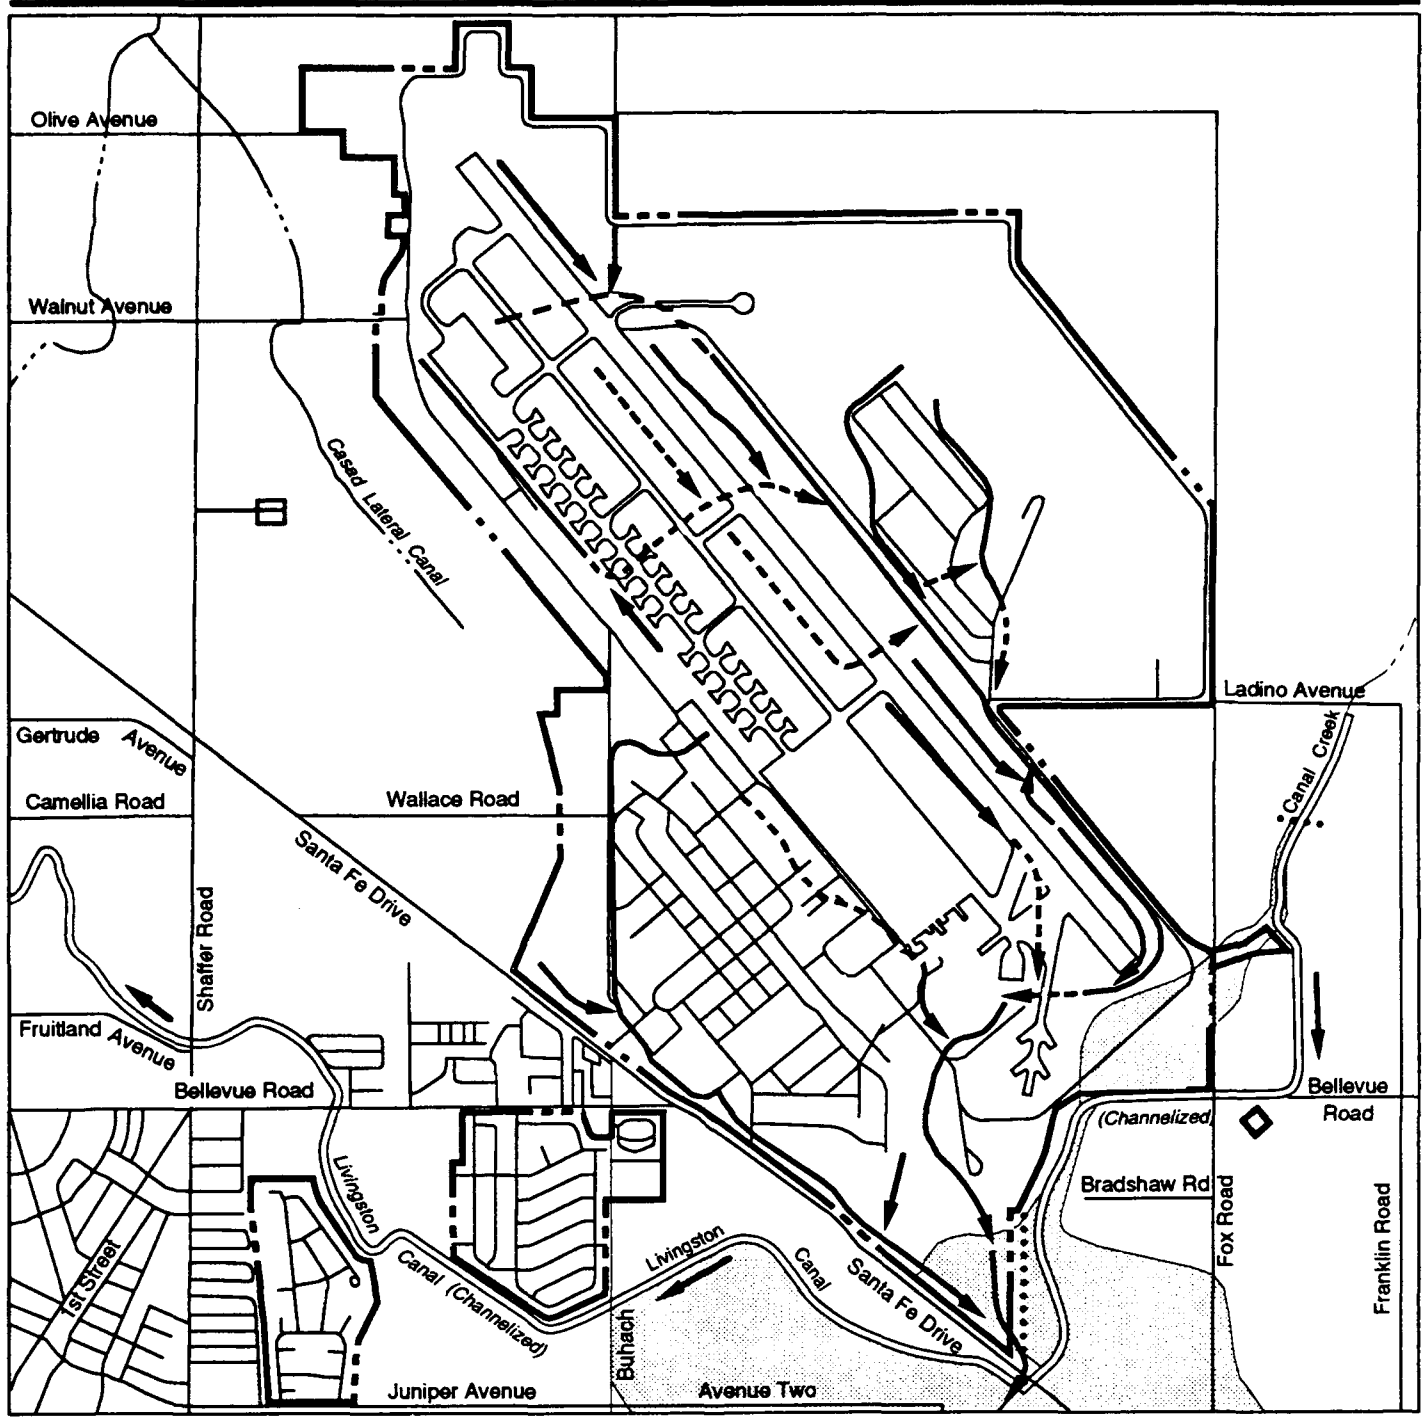 Olive Avenue
Walnut Avenue
Casad Lateral Canal
Ladino Avenue
Gertrude Avenue
Canal Creek
Camellia Road
Wallace Road
Santa Fe Drive
Shaffer Road
Fruitland Avenue
Bellevue Road
Bellevue
Road
(Channelized)
Livingston
Bradshaw Rd
Fox Road
Franklin Road
1st Street
Canal (Channelized)
Livingston
Canal
Santa Fe Drive
Buhach
Juniper Avenue
Avenue Two